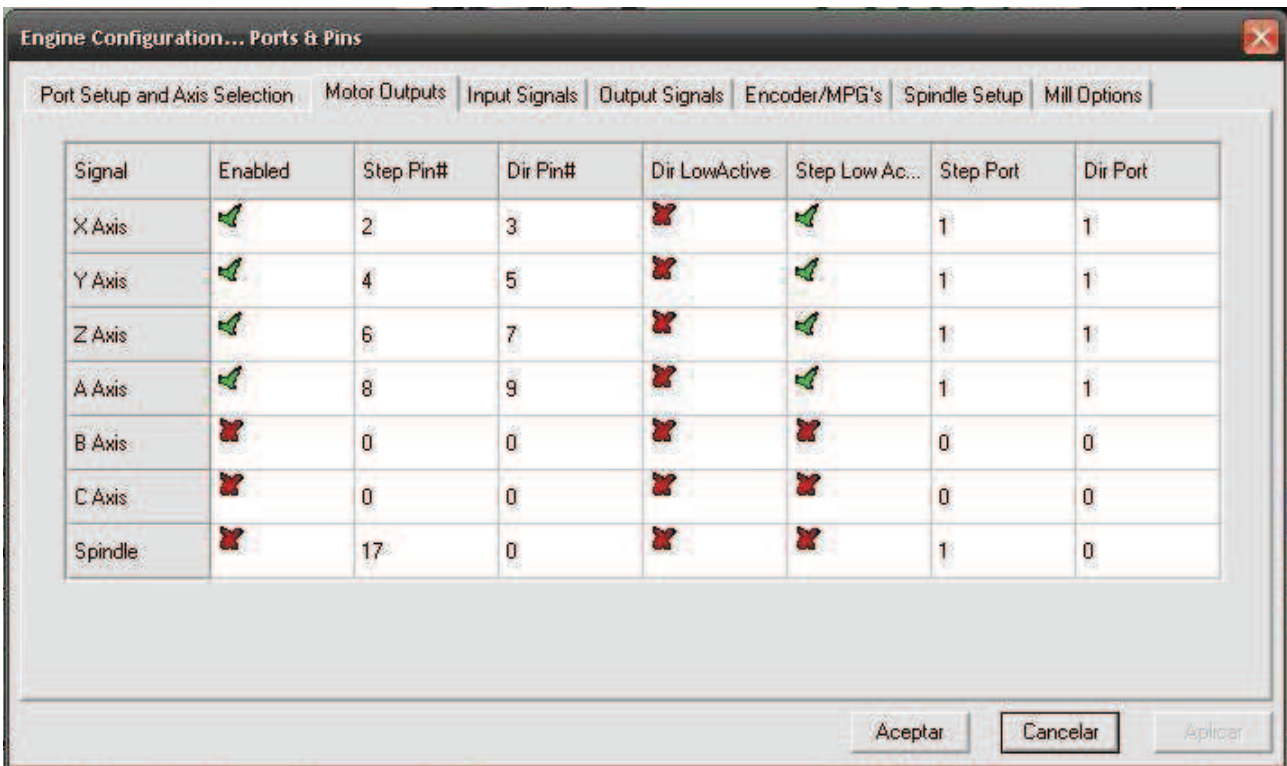 Engine Configuration... Ports & Pins
Port Setup and Axis Selection Motor Outputs Input Signals Output Signals Encoder/MPG's Spindle Setup Mill Options
Signal Enabled Step Pin# Dir Pin# Dir LowActive Step Low Ac... Step Port Dir Port
X Axis 2 3 1 1
Y Axis 4 5 1 1
Z Axis 6 7 1 1
A Axis 8 9 1 1
B Axis 0 0 0 0
C Axis 0 0 0 0
Spindle 17 0 1 0
Aceptar Cancelar Aplicar